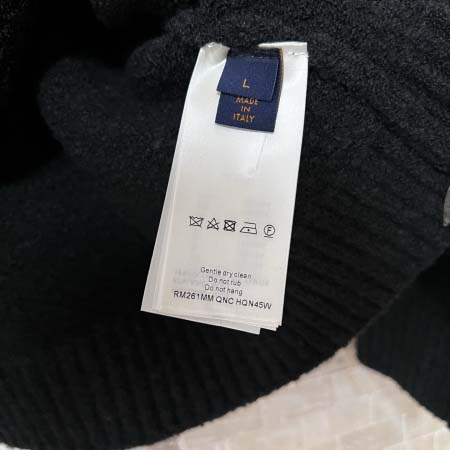 L
MADE
IN
ITALY
Gentle dry clean
Do not rub
Do not hang
RM261MM QNC HQN45W